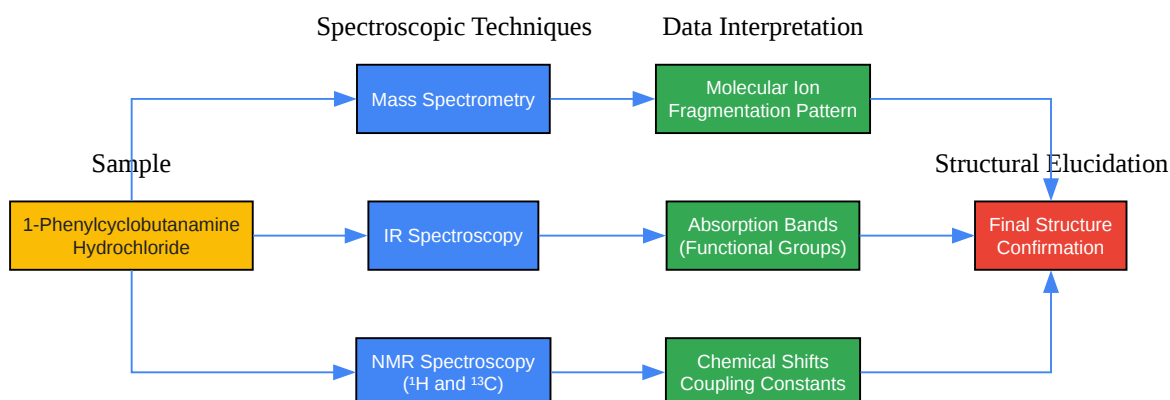 Spectroscopic Techniques
Data Interpretation
Mass Spectrometry
Molecular Ion
Fragmentation Pattern
Sample
Structural Elucidation
1-Phenylcyclobutanamine
Hydrochloride
IR Spectroscopy
Absorption Bands
(Functional Groups)
Final Structure
Confirmation
NMR Spectroscopy
(¹H and ¹³C)
Chemical Shifts
Coupling Constants